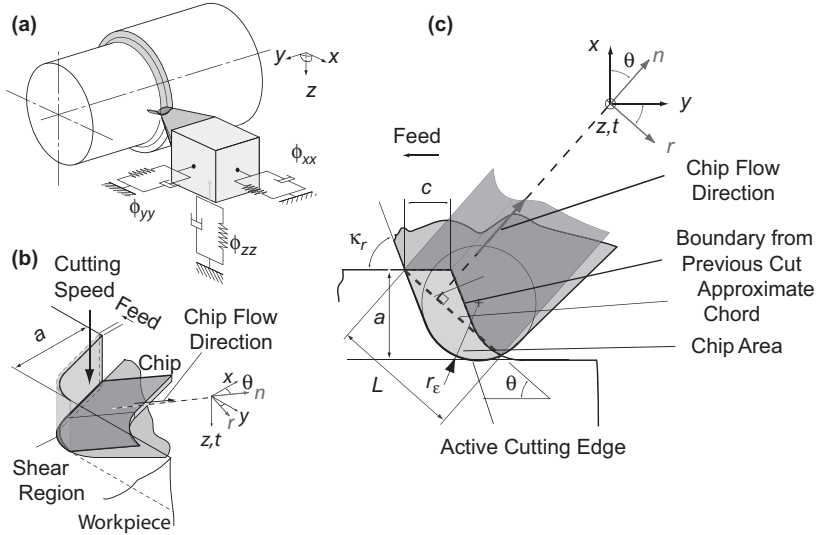 (a)
y
x
z
ϕxx
ϕyy
ϕzz
(b)
Cutting
Speed
Feed
a
Chip Flow
Direction
Chip
x
θ
n
y
r
z,t
Shear
Region
Workpiece
(c)
x
n
θ
y
z,t
r
Feed
c
Chip Flow
Direction
κr
Boundary from
Previous Cut
Approximate
Chord
a
Chip Area
L
rε
θ
Active Cutting Edge